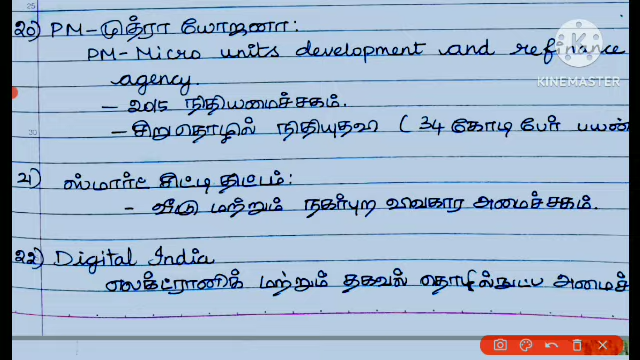 20) PM-முத்ரா யோஜனா:
PM-Micro units development and refinance
agency.
- 2015 நிதியமைச்சகம்.
- சிறு தொழில் நிதியுதவி ( 34 கோடி பேர் பயன்
21) ஸ்மார்ட் சிட்டி திட்டம்:
- வீடு மற்றும் நகர்புற விவகார அமைச்சகம்.
22) Digital India
எலக்ட்ரானிக் மற்றும் தகவல் தொழில்நுட்ப அமைச்
KINEMASTER